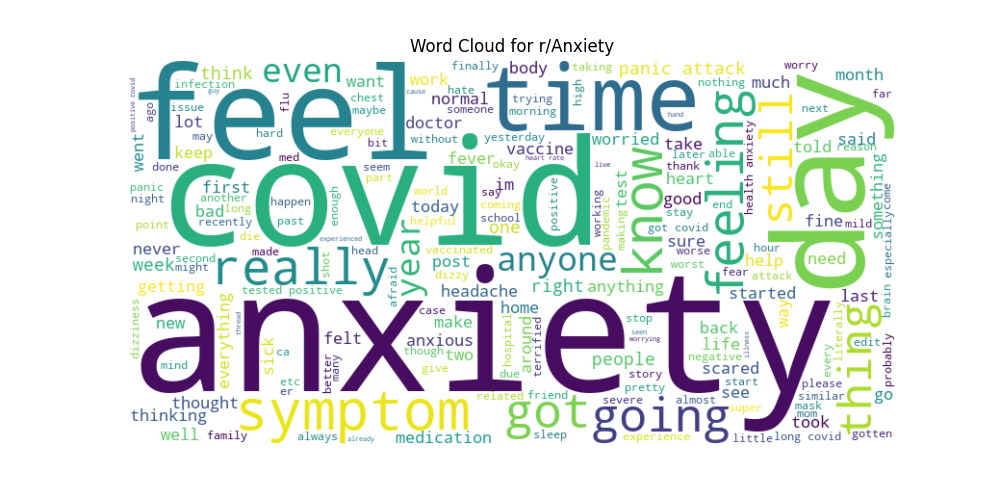 Word Cloud for r/Anxiety
feel
covid
anxiety
time
day
really
symptom
got
going
know
feeling
still
thing
year
anyone
even
think
infection
guy
want
work
finally
body
taking
panic attack
nothing
worry
much
month
far
positive covid
ago
issue
flu
chest
maybe
cause
hate
normal
someone
trying
morning
high
hand
next
lot
may
hard
everyone
bit
doctor
without
yesterday
vaccine
worried
take
later
able
told
reason
said
went
keep
done
med
seem
part
fever
okay
heart rate
live
thank
heart
health anxiety
something
panic
night
first
another
happen
enough
world
im
say
coming
positive
working
pandemic
test
making
good
stay
end
fine
mild
come
especially
brain
point
bad
long
recently
past
die
experienced
today
helpful
school
one
got covid
sure
worse
worst
fear
hour
help
attack
need
never
second
made
week
might
shot
head
afraid
vaccinated
dizzy
post
getting
tested positive
headache
right
anything
started
way
last
dizziness
new
everything
thread
sick
ca
felt
case
anxious
make
though
two
home
hospital
around
terrified
stop
seen
worrying
back
life
negative
illness
scared
literally
edit
every
probably
mind
etc
er
better
many
give
due
people
story
pretty
start
see
please
similar
go
thought
thinking
related
friend
severe
almost
super
mask
mom
took
well
family
always
already
medication
sleep
experience
little
long covid
gotten